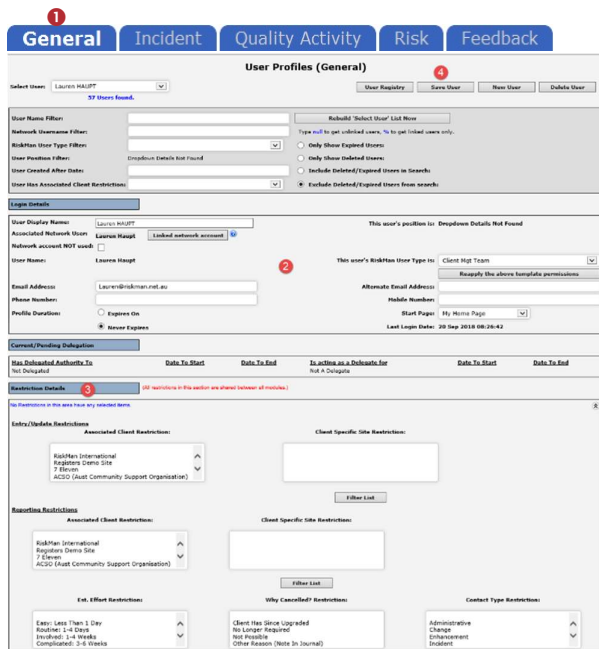 1
General Incident Quality Activity Risk Feedback
User Profiles (General)
4
Select User: Lauren HAUPT User Registry Save User New User Delete User
57 Users found.
User Name Filter: Rebuild 'Select User' List Now
Network Username Filter: Type null to get unlinked users, % to get linked users only.
RiskMan User Type Filter: Only Show Expired Users:
User Position Filter: Dropdown Details Not Found Only Show Deleted Users:
User Created After Date: Include Deleted/Expired Users in Search:
User Has Associated Client Restriction: Exclude Deleted/Expired Users from search:
Login Details
User Display Name: Lauren HAUPT This user's position is: Dropdown Details Not Found
Associated Network User: Lauren Haupt Linked network account
Network account NOT used:
User Name: Lauren Haupt 2 This user's RiskMan User Type is: Client Mgt Team
Reapply the above template permissions
Email Address: Lauren@riskman.net.au Alternate Email Address:
Phone Number: Mobile Number:
Profile Duration: Expires On Start Page: My Home Page
Never Expires Last Login Date: 20 Sep 2018 08:26:42
Current/Pending Delegation
Has Delegated Authority To Date To Start Date To End Is acting as a Delegate for Date To Start Date To End
Not Delegated Not A Delegate
Restriction Details 3 (All restrictions in this section are shared between all modules.)
No Restrictions in this area have any selected items.
Entry/Update Restrictions
Associated Client Restriction: Client Specific Site Restriction:
RiskMan International
Registers Demo Site
7 Eleven
ACSO (Aust Community Support Organisation)
Filter List
Reporting Restrictions
Associated Client Restriction: Client Specific Site Restriction:
RiskMan International
Registers Demo Site
7 Eleven
ACSO (Aust Community Support Organisation)
Filter List
Est. Effort Restriction: Why Cancelled? Restriction: Contact Type Restriction:
Easy: Less Than 1 Day Client Has Since Upgraded Administrative
Routine: 1-4 Days No Longer Required Change
Involved: 1-4 Weeks Not Possible Enhancement
Complicated: 3-6 Weeks Other Reason (Note In Journal) Incident